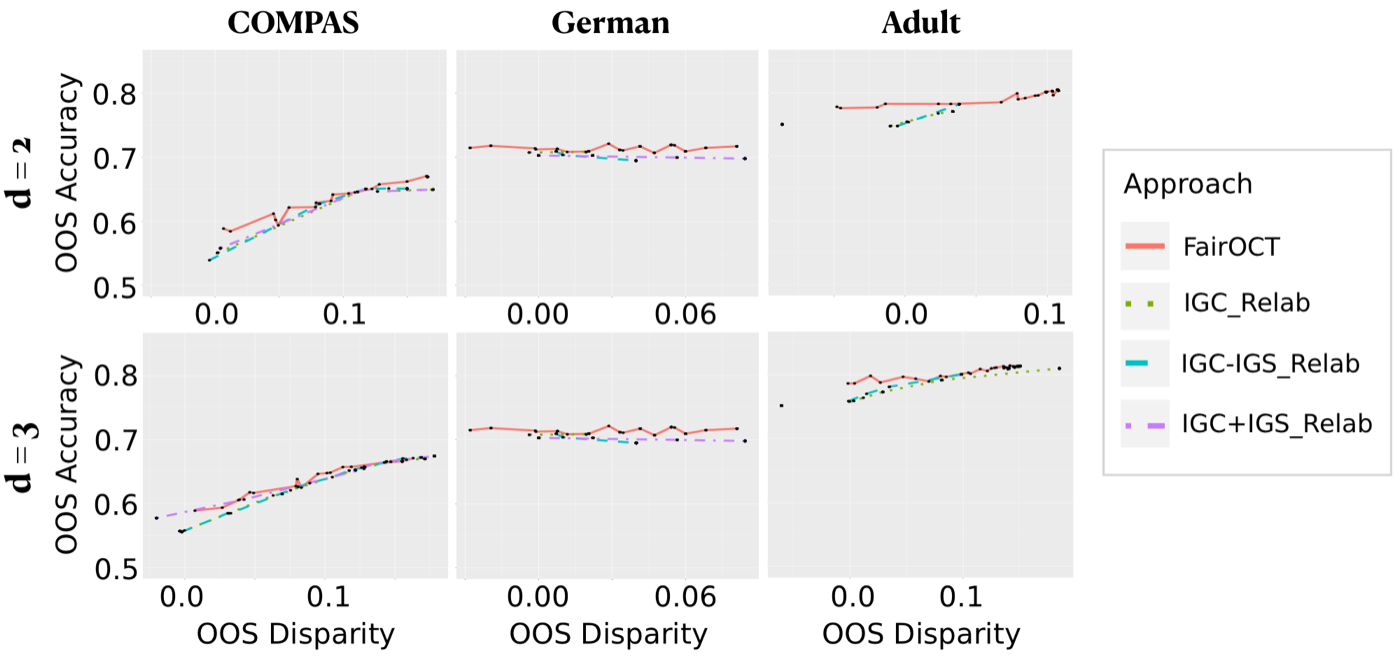 COMPAS German Adult
d = 2
OOS Accuracy
0.8
0.7
0.6
0.5
0.0 0.1 0.00 0.06 0.0 0.1
d = 3
OOS Accuracy
0.8
0.7
0.6
0.5
0.0 0.1 0.00 0.06 0.0 0.1
OOS Disparity OOS Disparity OOS Disparity
Approach
FairOCT
IGC_Relab
IGC-IGS_Relab
IGC+IGS_Relab